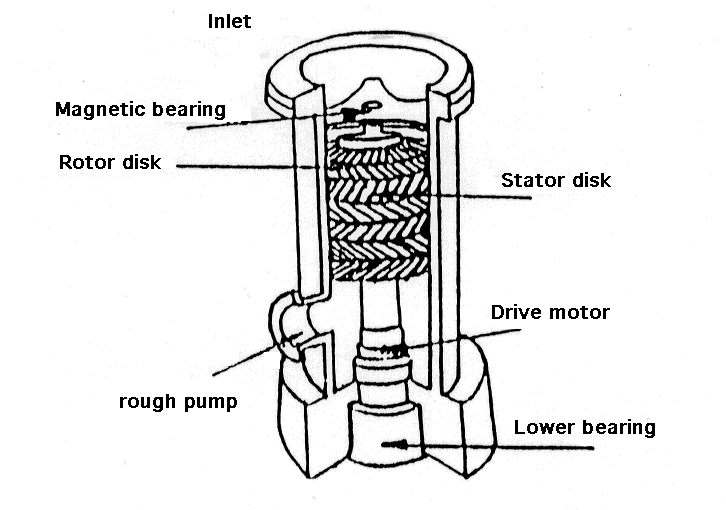 Inlet
Magnetic bearing
Rotor disk
Stator disk
Drive motor
rough pump
Lower bearing